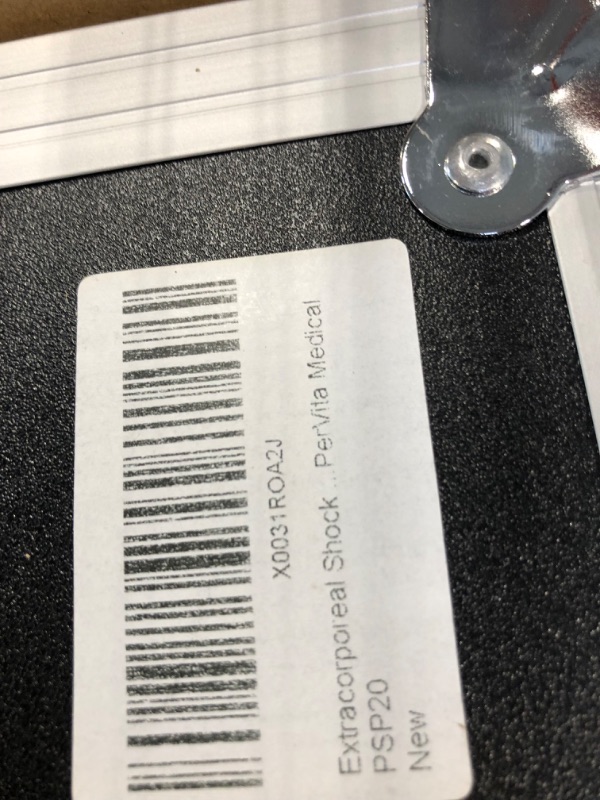 X0031ROA2J
Extracorporeal Shock ...PerVita Medical
PSP20
New